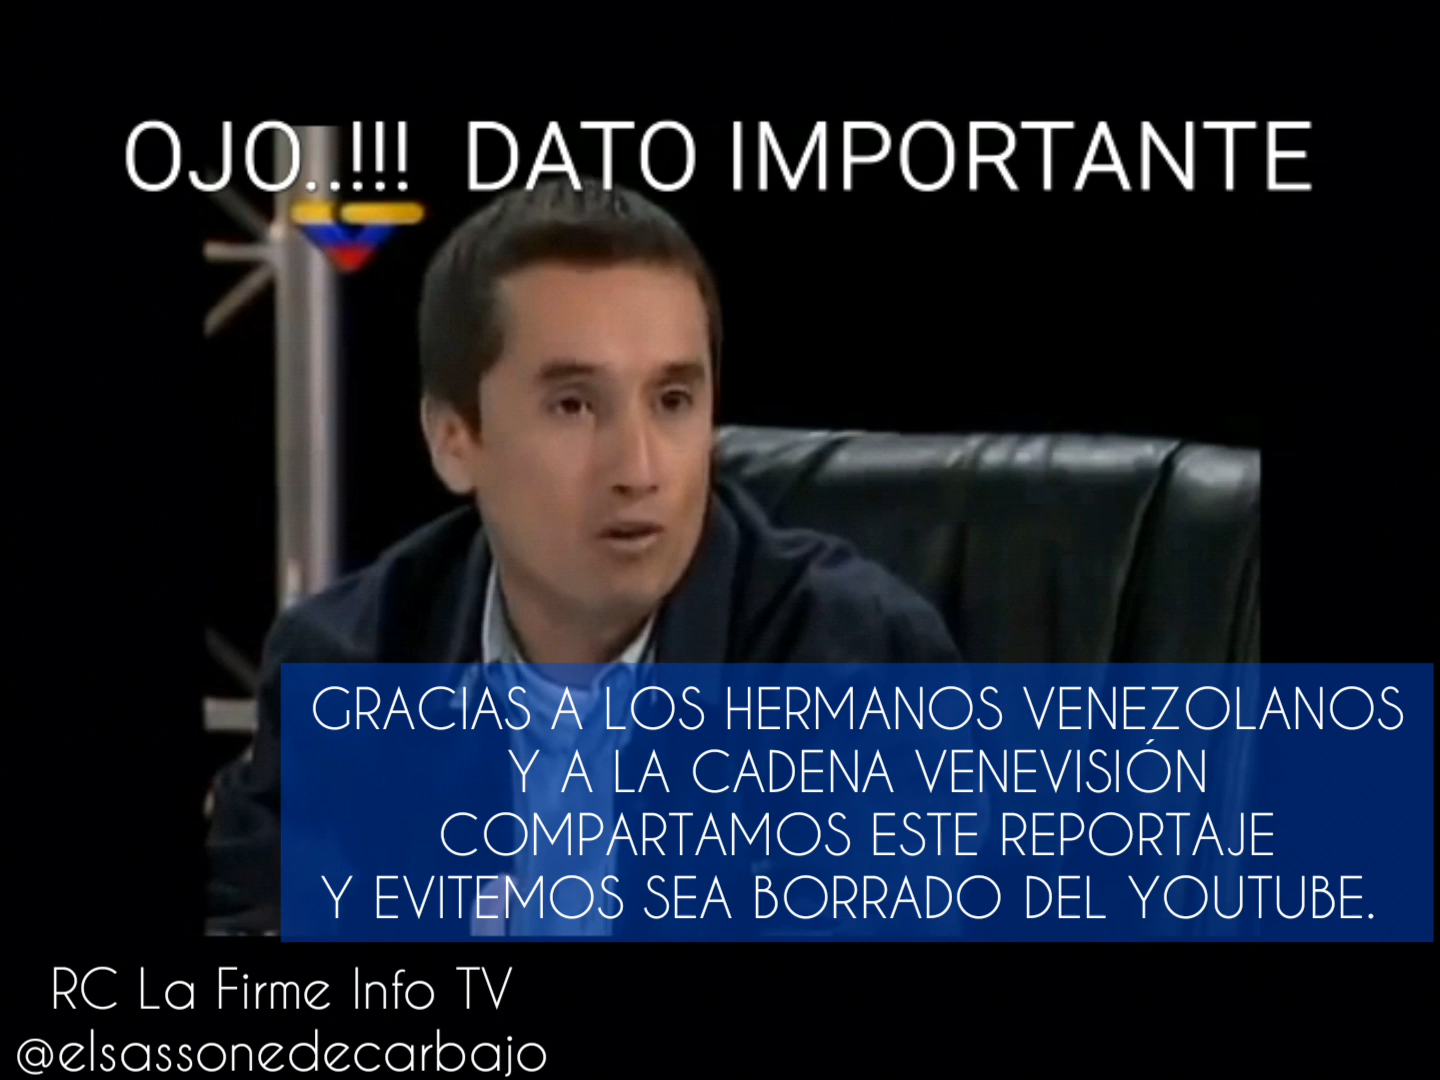 OJO..!!! DATO IMPORTANTE
GRACIAS A LOS HERMANOS VENEZOLANOS
Y A LA CADENA VENEVISIÓN
COMPARTAMOS ESTE REPORTAJE
Y EVITEMOS SEA BORRADO DEL YOUTUBE.
RC La Firme Info TV
@elsassonedecarbajo